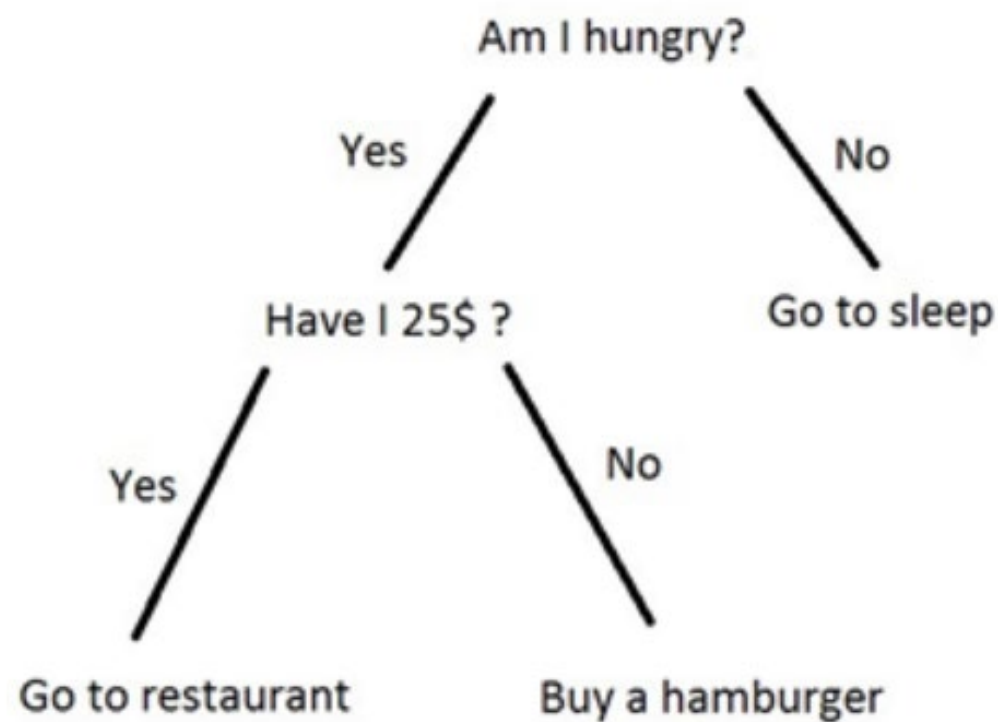 Am I hungry?
Yes
No
Have I 25$ ?
Go to sleep
Yes
No
Go to restaurant
Buy a hamburger